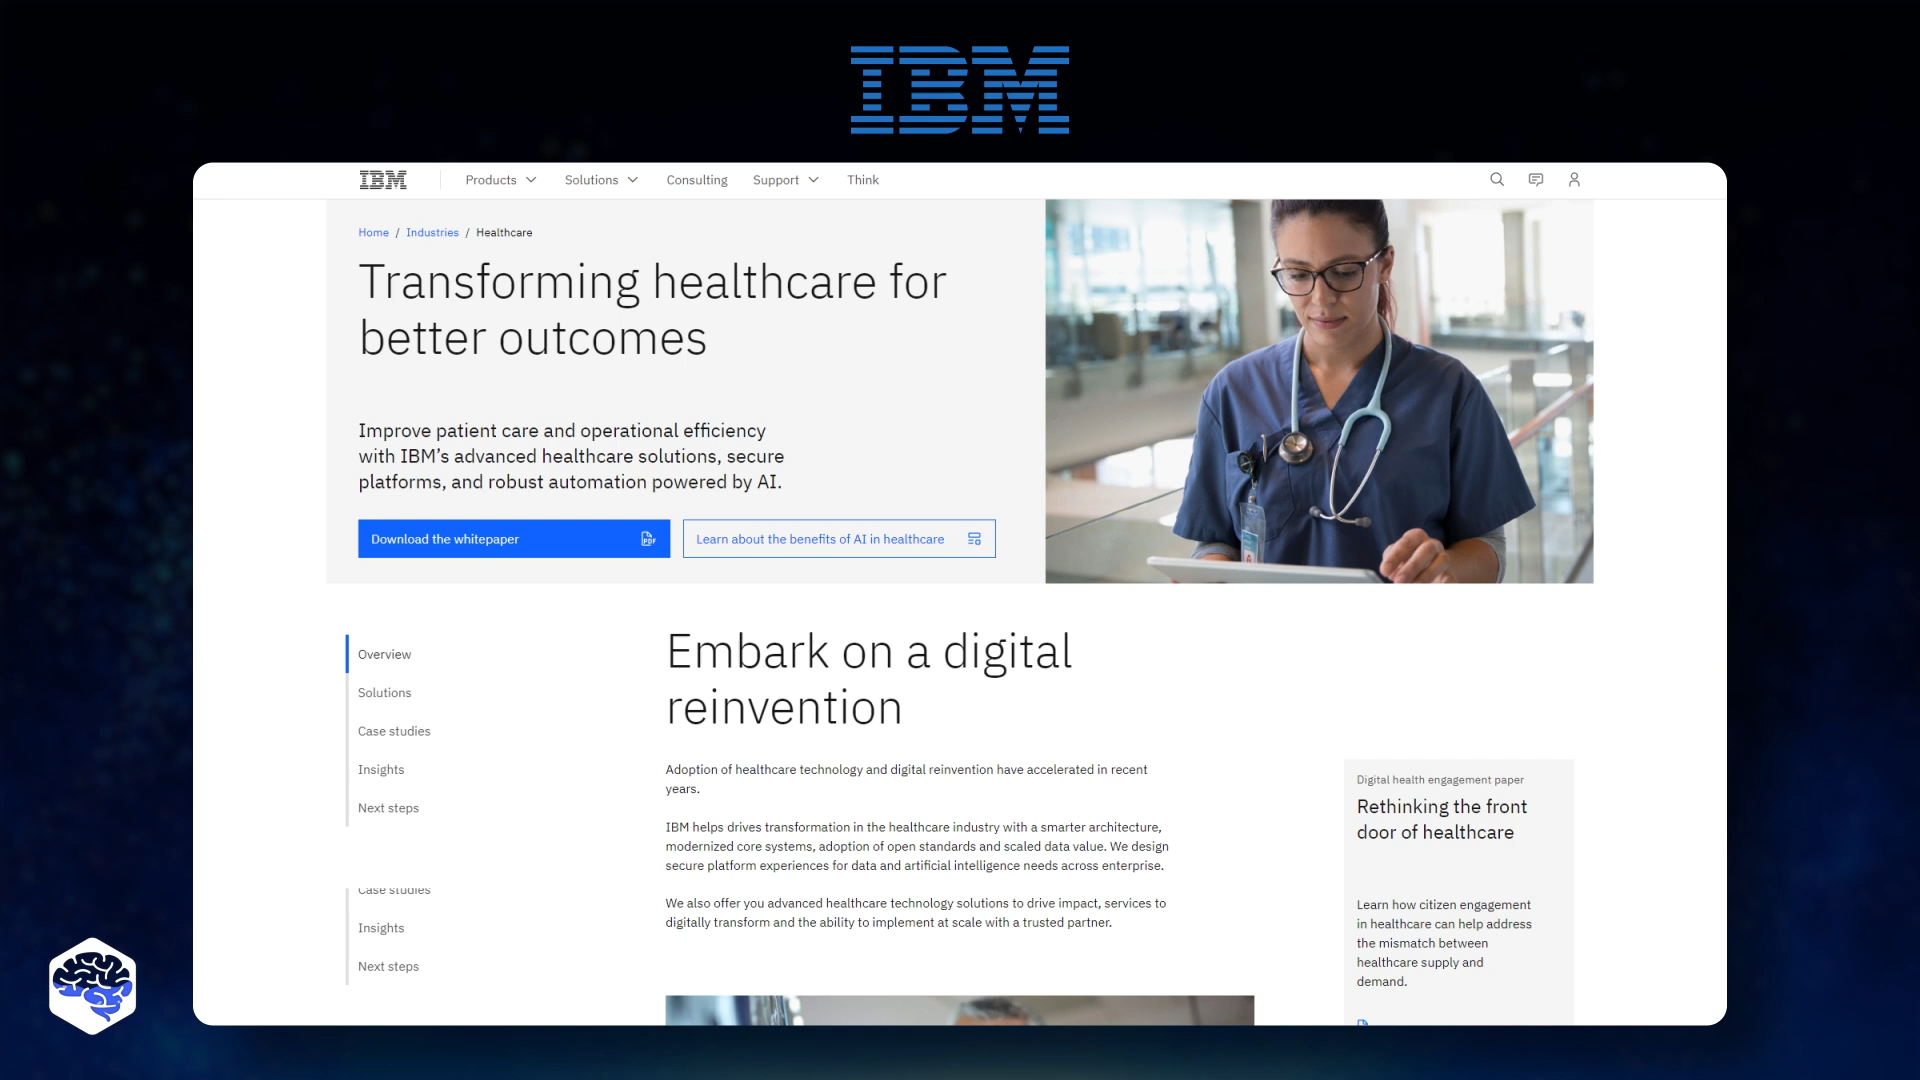 IBM
IBM
Products
Solutions
Consulting
Support
Think
Home / Industries / Healthcare
Transforming healthcare for
better outcomes
Improve patient care and operational efficiency
with IBM’s advanced healthcare solutions, secure
platforms, and robust automation powered by AI.
Download the whitepaper
PDF
Learn about the benefits of AI in healthcare
Overview
Solutions
Case studies
Insights
Next steps
Case studies
Insights
Next steps
Embark on a digital
reinvention
Adoption of healthcare technology and digital reinvention have accelerated in recent
years.
IBM helps drives transformation in the healthcare industry with a smarter architecture,
modernized core systems, adoption of open standards and scaled data value. We design
secure platform experiences for data and artificial intelligence needs across enterprise.
We also offer you advanced healthcare technology solutions to drive impact, services to
digitally transform and the ability to implement at scale with a trusted partner.
Digital health engagement paper
Rethinking the front
door of healthcare
Learn how citizen engagement
in healthcare can help address
the mismatch between
healthcare supply and
demand.